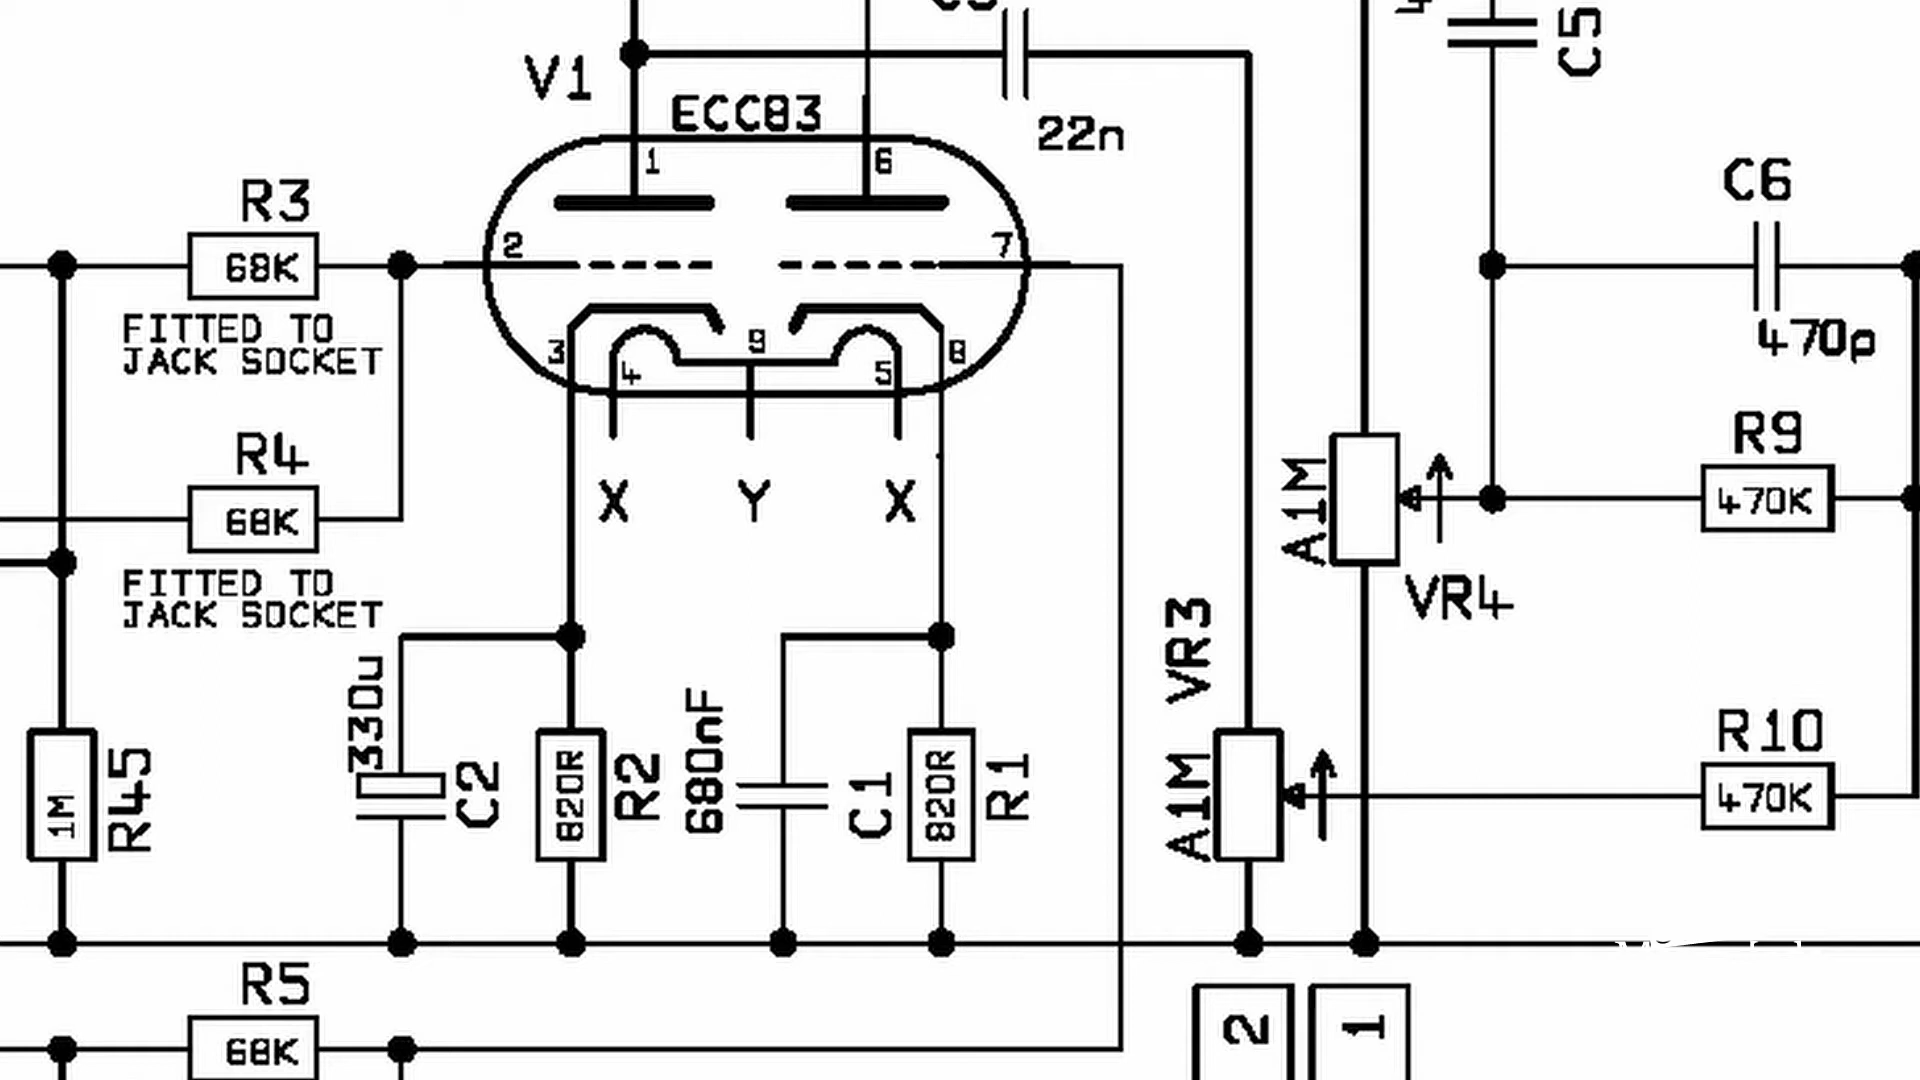 C5
V1
ECC83
22n
1
6
C6
R3
2
7
68K
FITTED TO
JACK SOCKET
470p
3
9
8
4
5
R4
R9
68K
X
Y
X
A1M
470K
FITTED TO
JACK SOCKET
VR4
VR3
330u
680nF
R10
1M
R45
C2
820R
R2
C1
820R
R1
A1M
470K
R5
68K
2
1